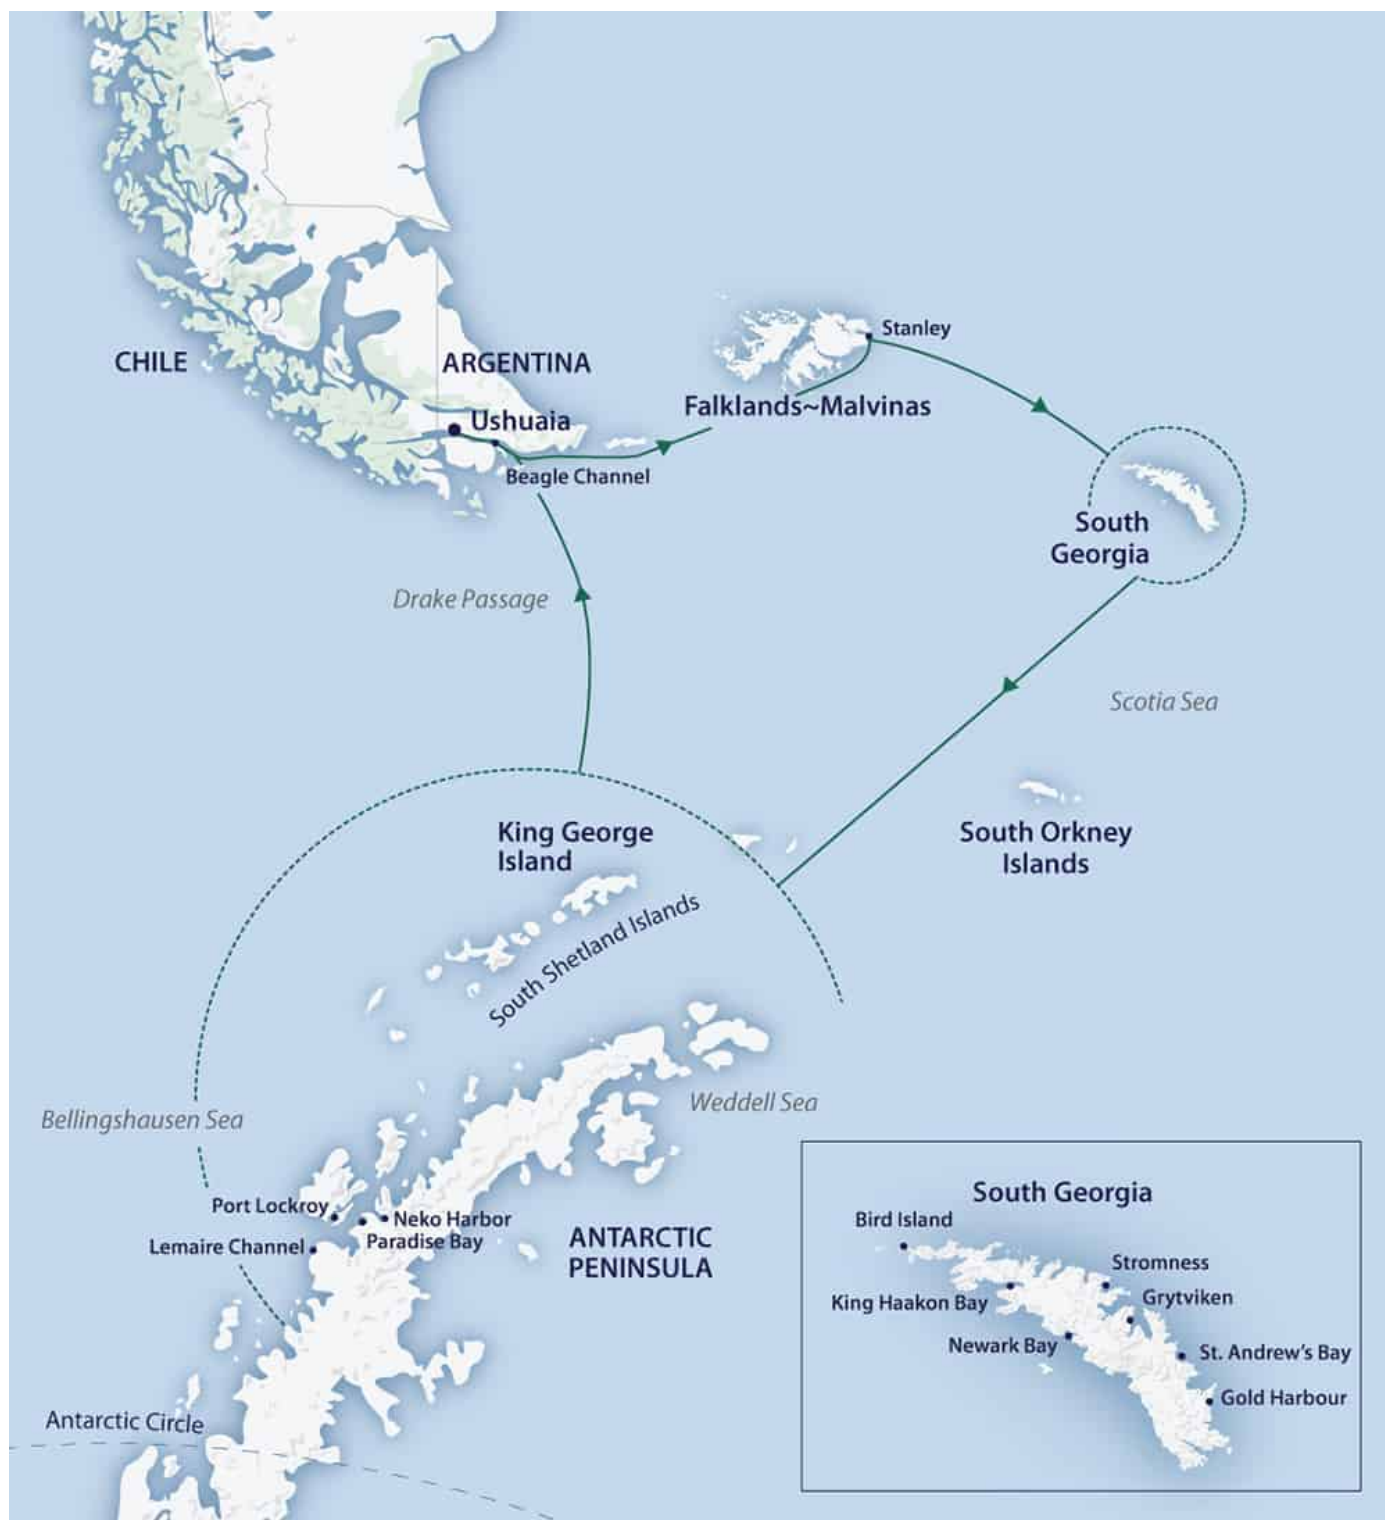 Stanley
CHILE
ARGENTINA
Falklands~Malvinas
Ushuaia
Beagle Channel
South
Georgia
Drake Passage
Scotia Sea
King George
Island
South Orkney
Islands
South Shetland Islands
Weddell Sea
Bellingshausen Sea
Port Lockroy
Neko Harbor
Paradise Bay
Lemaire Channel
ANTARCTIC
PENINSULA
Antarctic Circle
South Georgia
Bird Island
Stromness
King Haakon Bay
Grytviken
Newark Bay
St. Andrew's Bay
Gold Harbour